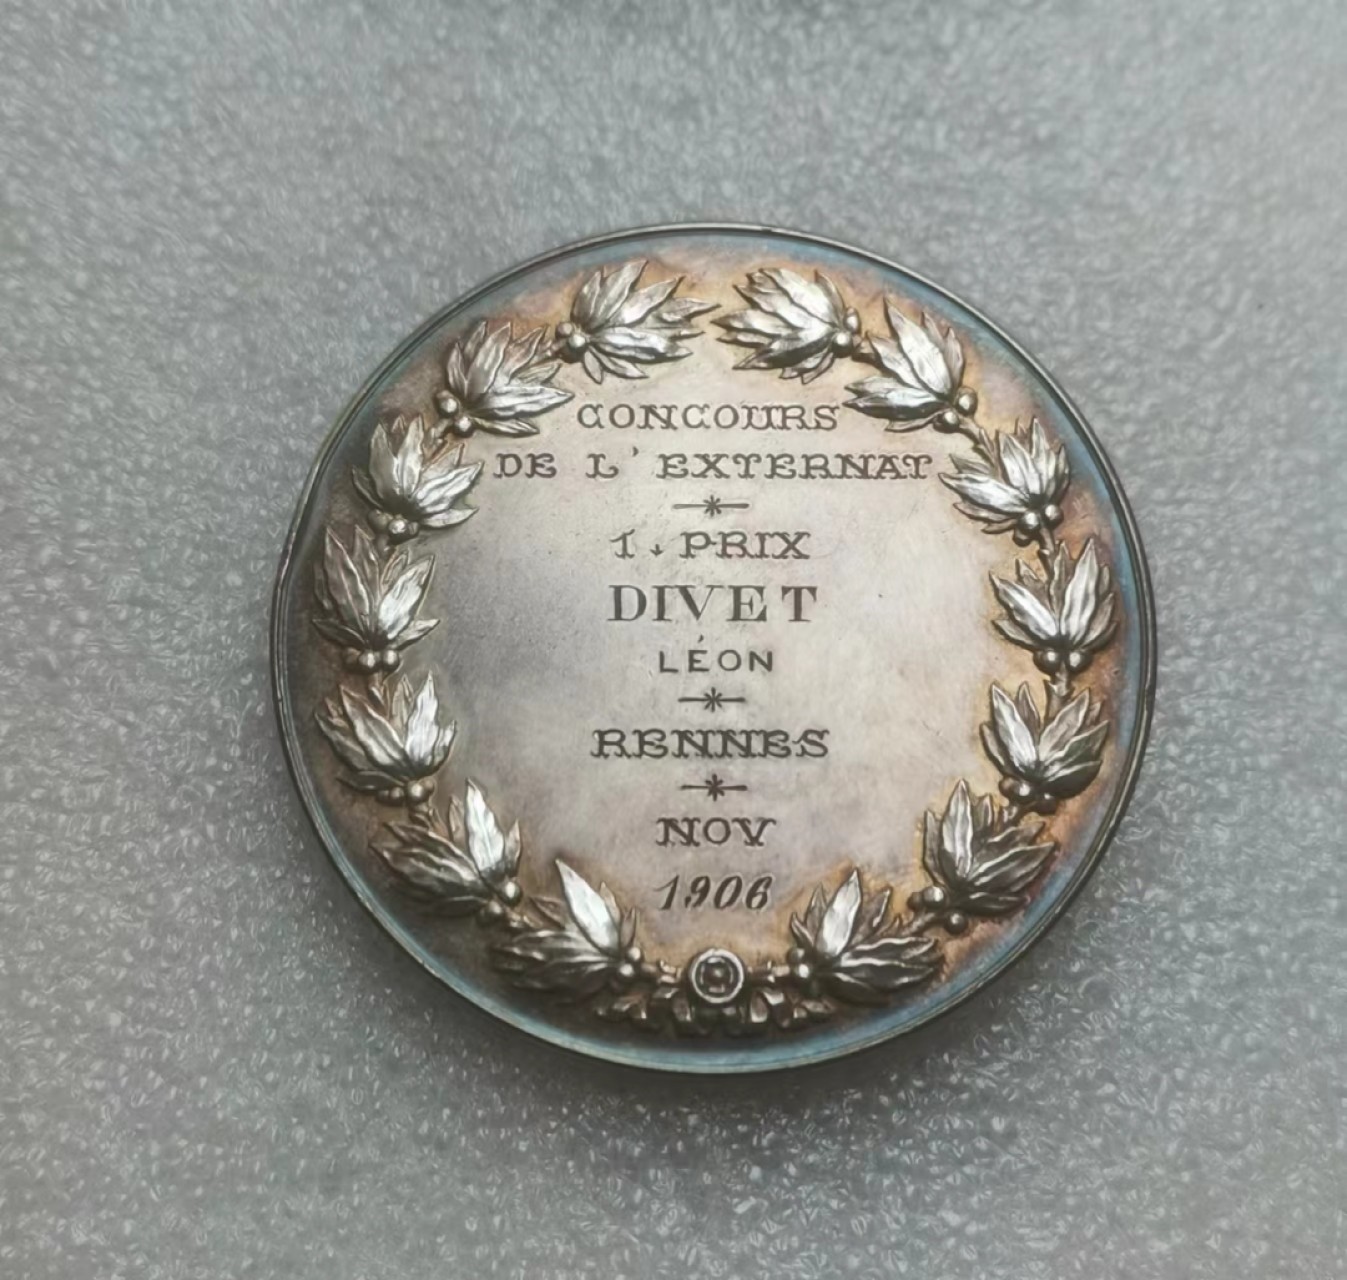 CONCOURS
DE L' EXTERNAT
1. PRIX
DIVET
LÉON
RENNES
NOV
1906